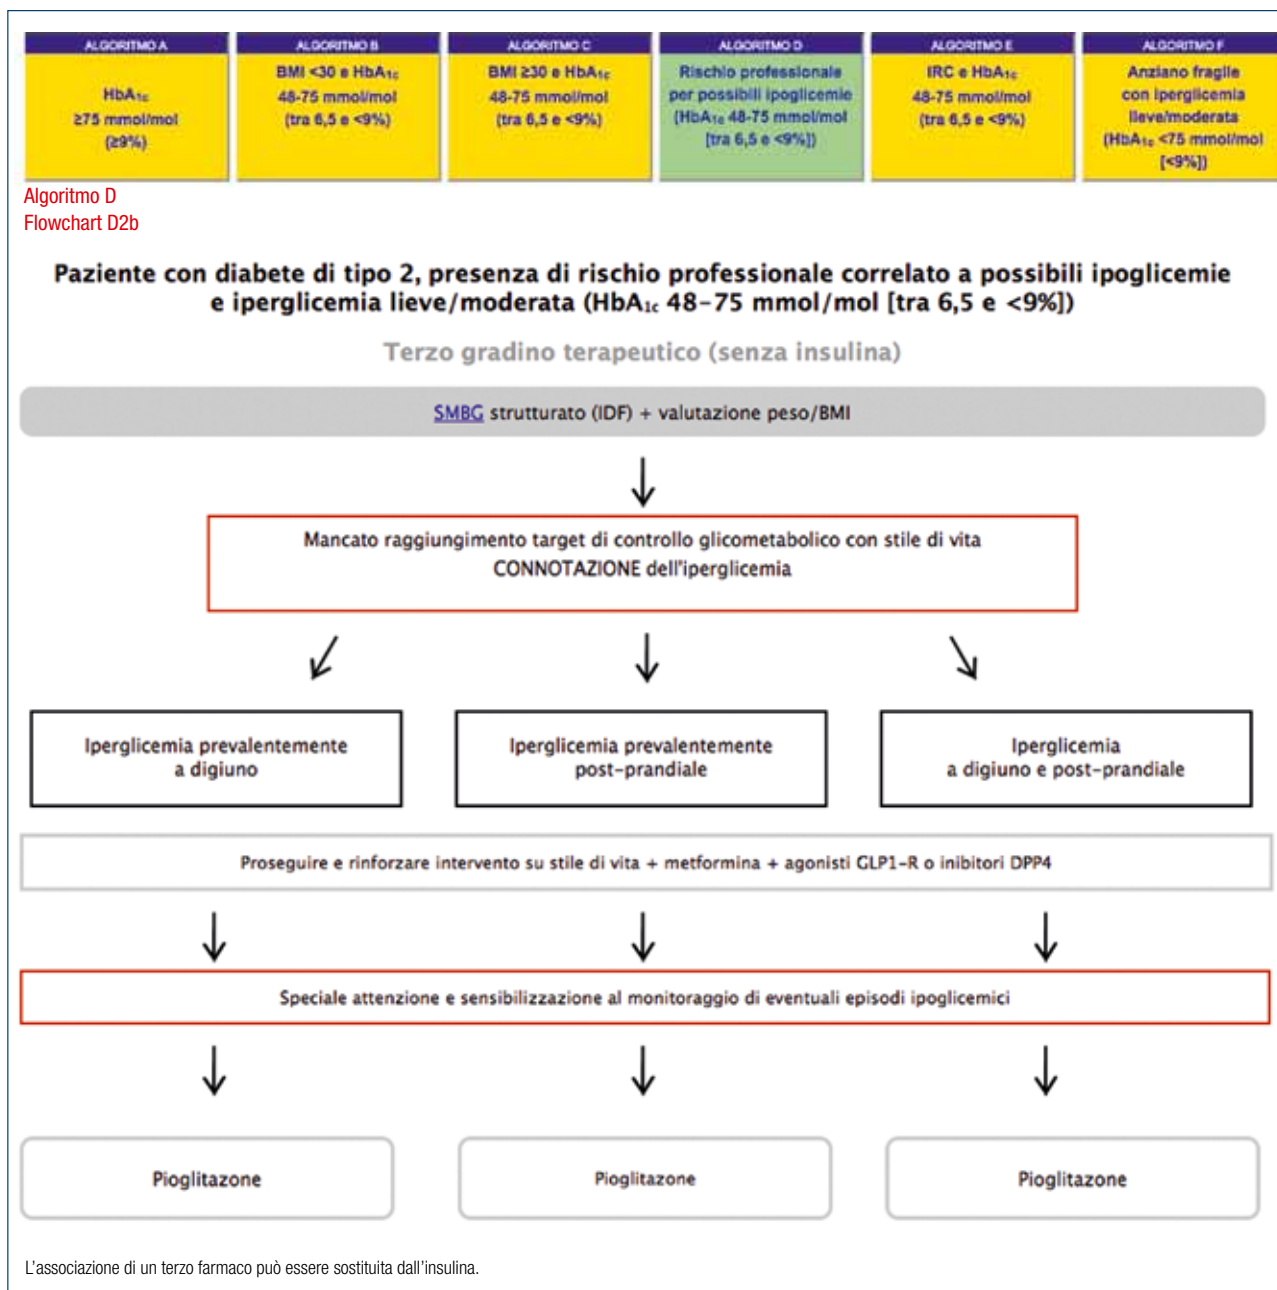 ALGORITMO A
HbA1c
≥75 mmol/mol
(≥9%)
ALGORITMO B
BMI <30 e HbA1c
48-75 mmol/mol
(tra 6,5 e <9%)
ALGORITMO C
BMI ≥30 e HbA1c
48-75 mmol/mol
(tra 6,5 e <9%)
ALGORITMO D
Rischio professionale
per possibili ipoglicemie
(HbA1c 48-75 mmol/mol
[tra 6,5 e <9%])
ALGORITMO E
IRC e HbA1c
48-75 mmol/mol
(tra 6,5 e <9%)
ALGORITMO F
Anziano fragile
con iperglicemia
lieve/moderata
(HbA1c <75 mmol/mol
[<9%])
Algoritmo D
Flowchart D2b
Paziente con diabete di tipo 2, presenza di rischio professionale correlato a possibili ipoglicemie
e iperglicemia lieve/moderata (HbA1c 48-75 mmol/mol [tra 6,5 e <9%])
Terzo gradino terapeutico (senza insulina)
SMBG strutturato (IDF) + valutazione peso/BMI
Mancato raggiungimento target di controllo glicometabolico con stile di vita
CONNOTAZIONE dell'iperglicemia
Iperglicemia prevalentemente
a digiuno
Iperglicemia prevalentemente
post-prandiale
Iperglicemia
a digiuno e post-prandiale
Proseguire e rinforzare intervento su stile di vita + metformina + agonisti GLP1-R o inibitori DPP4
Speciale attenzione e sensibilizzazione al monitoraggio di eventuali episodi ipoglicemici
Pioglitazone
Pioglitazone
Pioglitazone
L'associazione di un terzo farmaco può essere sostituita dall'insulina.